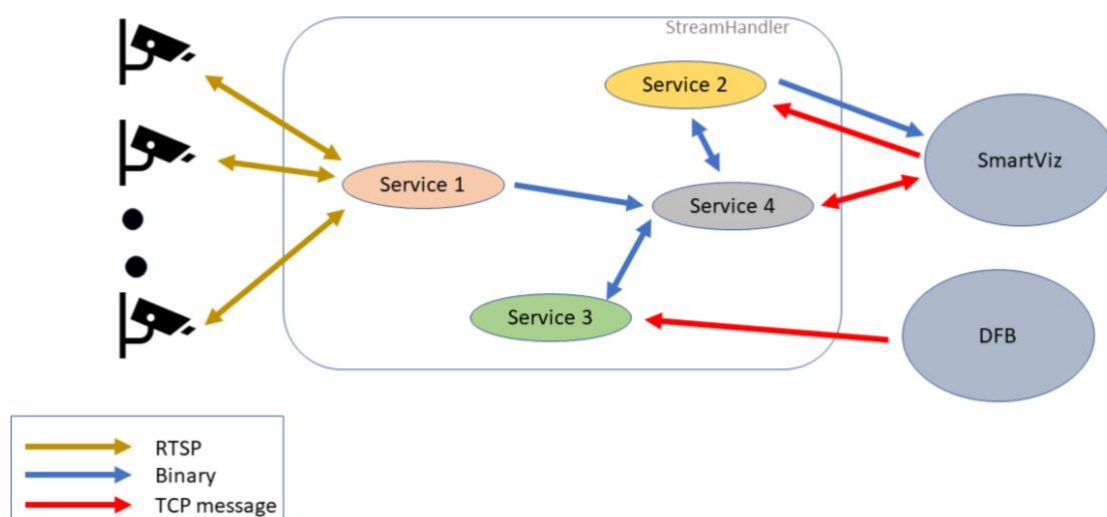 StreamHandler
Service 2
SmartViz
Service 1
Service 4
Service 3
DFB
RTSP
Binary
TCP message